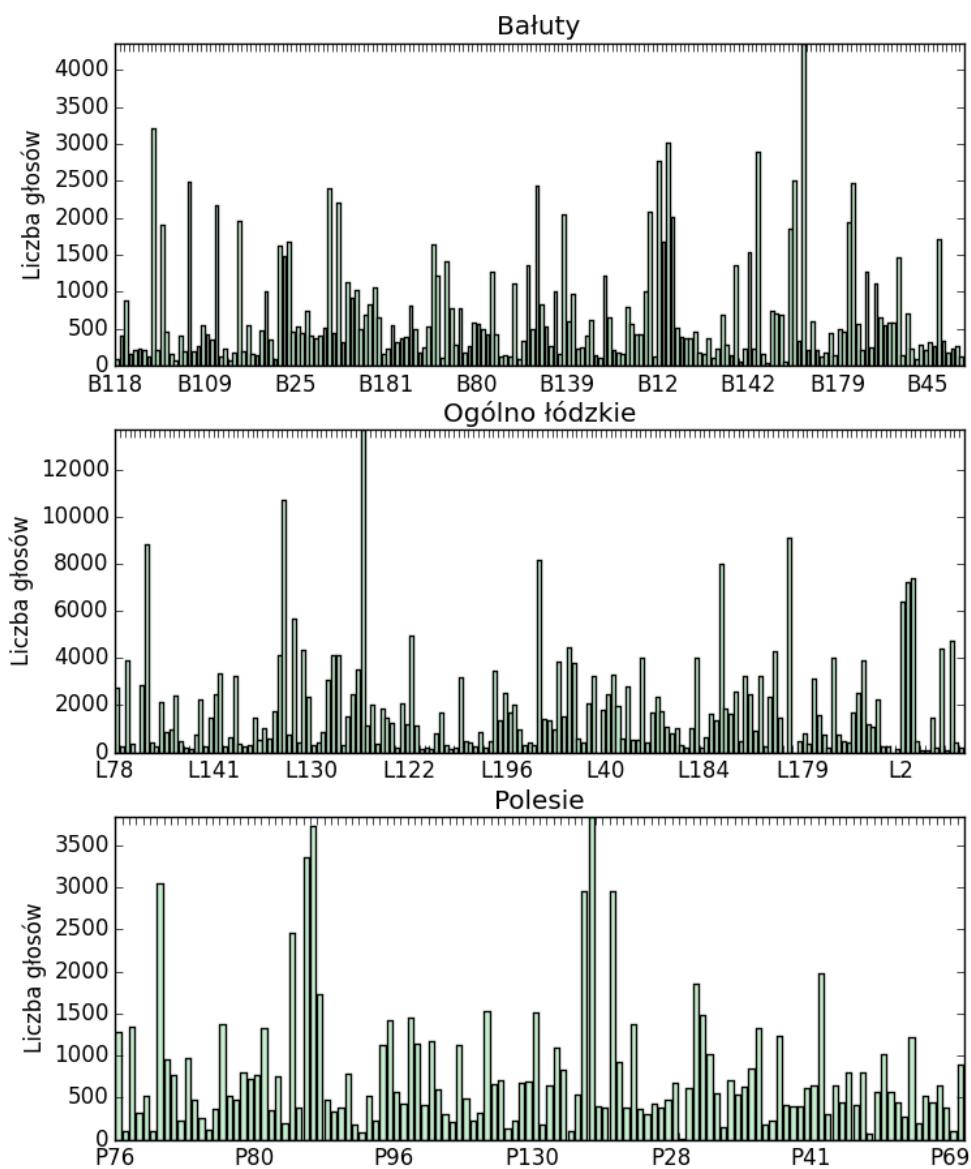 Bałuty
4000
3500
3000
2500
2000
1500
1000
500
0
Liczba głosów
B118 B109 B25 B181 B80 B139 B12 B142 B179 B45
Ogólno łódzkie
12000
10000
8000
6000
4000
2000
0
Liczba głosów
L78 L141 L130 L122 L196 L40 L184 L179 L2
Polesie
3500
3000
2500
2000
1500
1000
500
0
Liczba głosów
P76 P80 P96 P130 P28 P41 P69